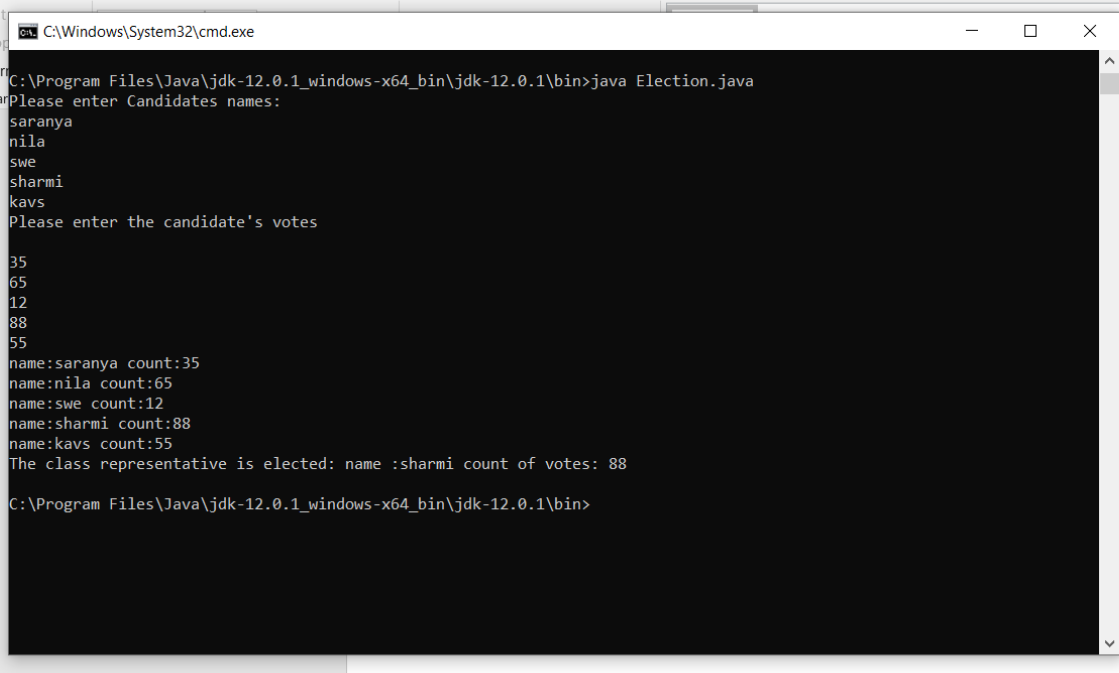 C:\Windows\System32\cmd.exe
C:\Program Files\Java\jdk-12.0.1_windows-x64_bin\jdk-12.0.1\bin>java Election.java
Please enter Candidates names:
saranya
nila
swe
sharmi
kavs
Please enter the candidate's votes
35
65
12
88
55
name:saranya count:35
name:nila count:65
name:swe count:12
name:sharmi count:88
name:kavs count:55
The class representative is elected: name :sharmi count of votes: 88
C:\Program Files\Java\jdk-12.0.1_windows-x64_bin\jdk-12.0.1\bin>